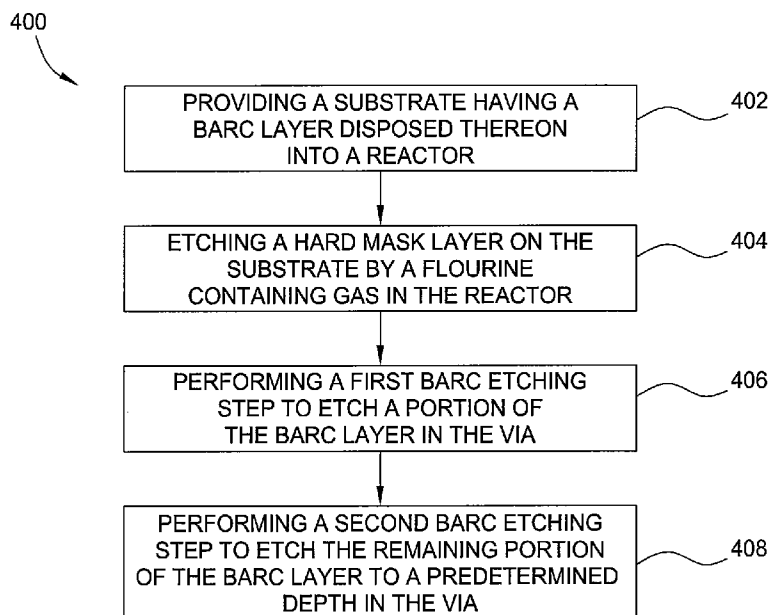 400
PROVIDING A SUBSTRATE HAVING A
BARC LAYER DISPOSED THEREON
INTO A REACTOR
402
ETCHING A HARD MASK LAYER ON THE
SUBSTRATE BY A FLOURINE
CONTAINING GAS IN THE REACTOR
404
PERFORMING A FIRST BARC ETCHING
STEP TO ETCH A PORTION OF
THE BARC LAYER IN THE VIA
406
PERFORMING A SECOND BARC ETCHING
STEP TO ETCH THE REMAINING PORTION
OF THE BARC LAYER TO A PREDETERMINED
DEPTH IN THE VIA
408